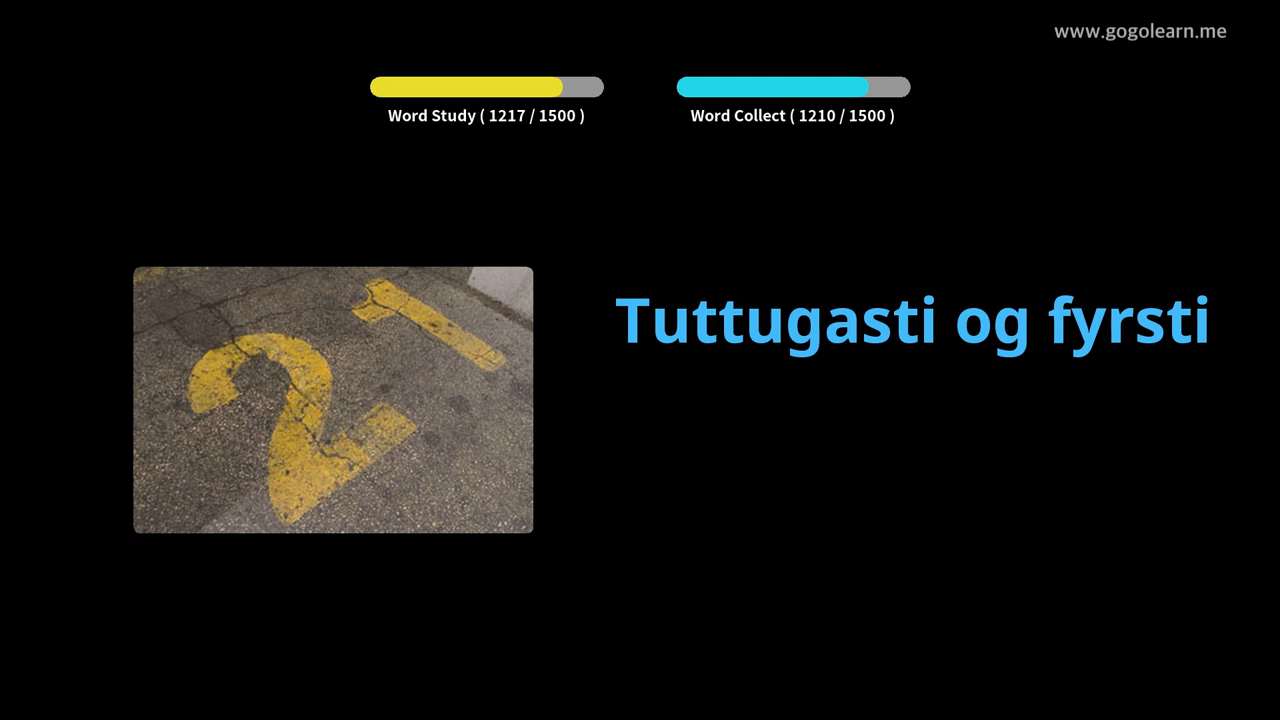 www.gogolearn.me
Word Study ( 1217 / 1500 )
Word Collect ( 1210 / 1500 )
21
Tuttugasti og fyrsti